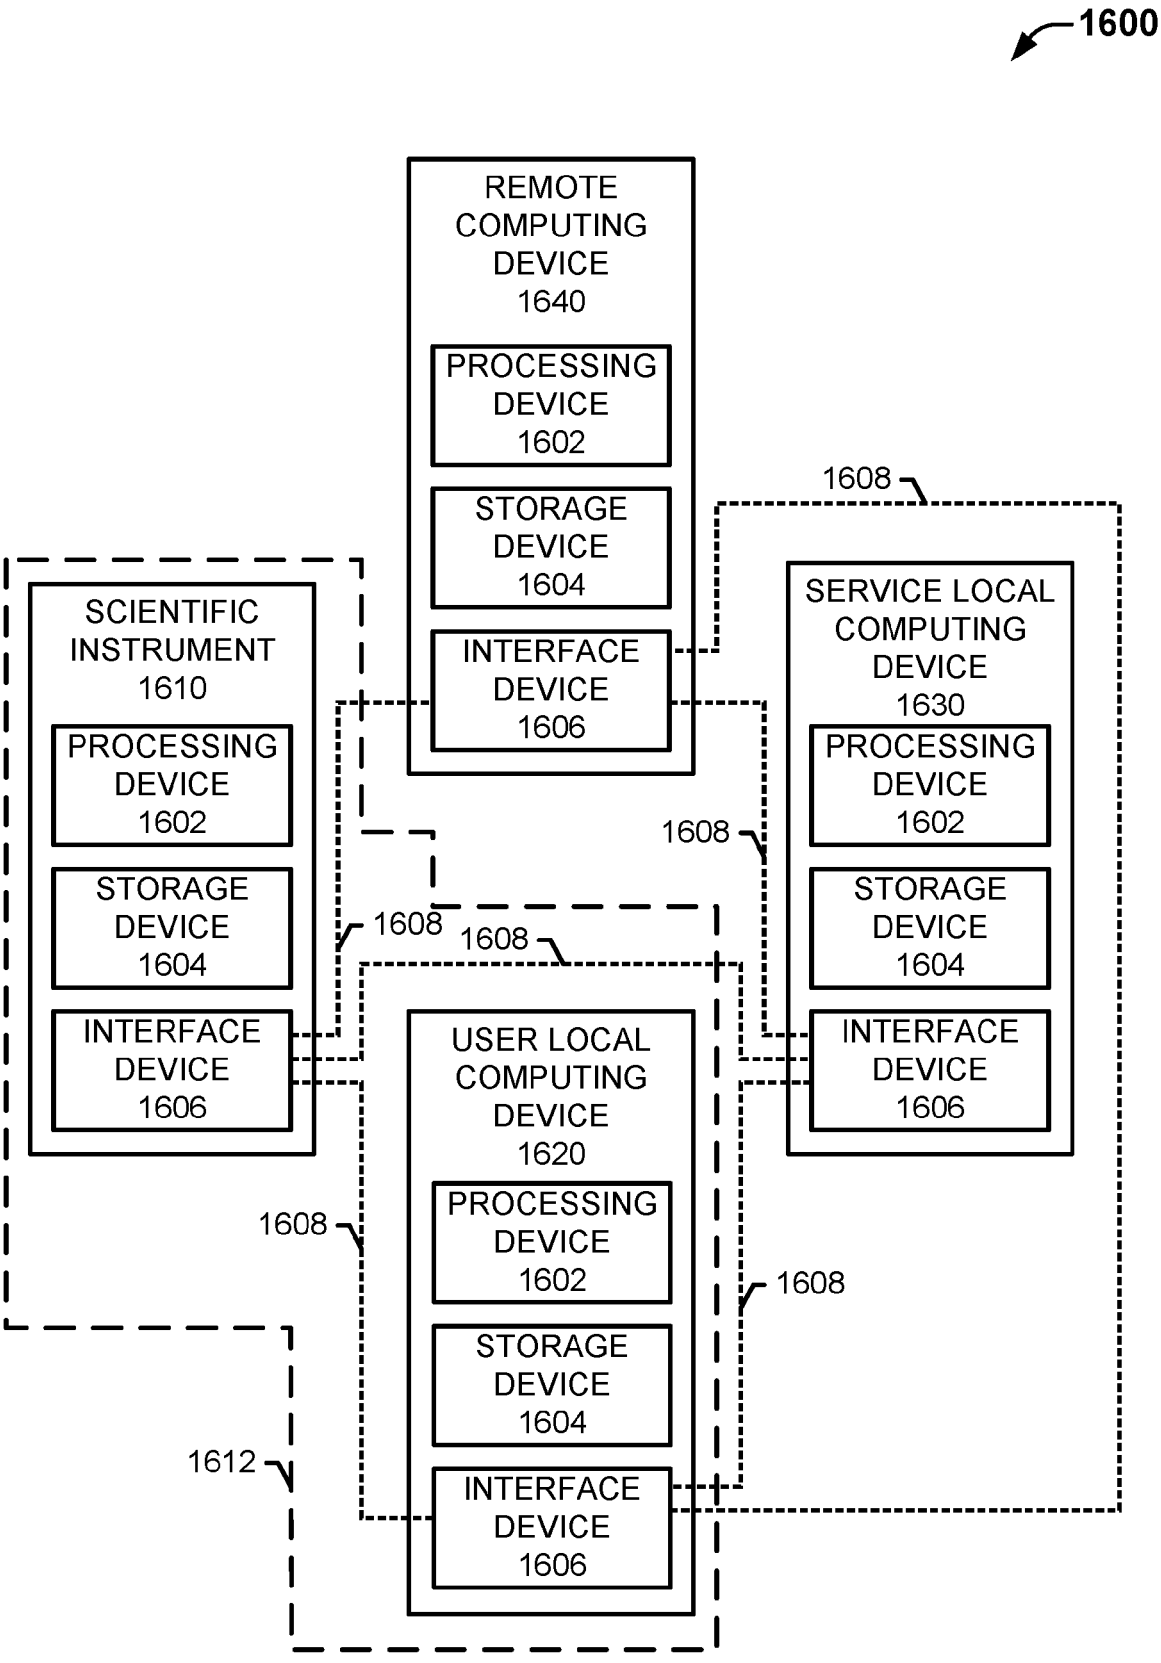 1600
REMOTE
COMPUTING
DEVICE
1640
PROCESSING
DEVICE
1602
STORAGE
DEVICE
1604
INTERFACE
DEVICE
1606
1608
SCIENTIFIC
INSTRUMENT
1610
PROCESSING
DEVICE
1602
STORAGE
DEVICE
1604
INTERFACE
DEVICE
1606
SERVICE LOCAL
COMPUTING
DEVICE
1630
PROCESSING
DEVICE
1602
STORAGE
DEVICE
1604
INTERFACE
DEVICE
1606
1608
1608
1608
USER LOCAL
COMPUTING
DEVICE
1620
PROCESSING
DEVICE
1602
STORAGE
DEVICE
1604
INTERFACE
DEVICE
1606
1608
1608
1612